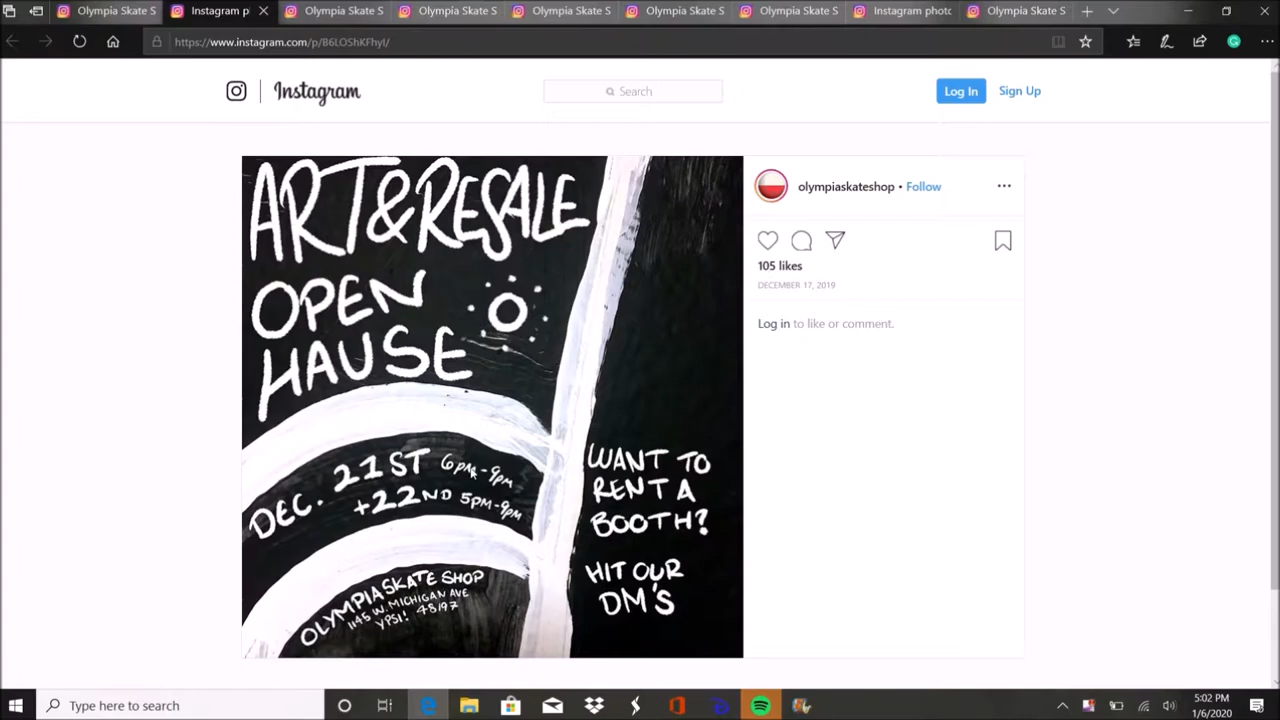 Olympia Skate S
Instagram p
Olympia Skate S
Olympia Skate S
Olympia Skate S
Olympia Skate S
Olympia Skate S
Instagram photo
Olympia Skate S
https://www.instagram.com/p/B6LOShKFhyI/
Instagram
Search
Log In
Sign Up
ART&RESALE
OPEN
HAUSE
DEC. 21ST 6PM-9PM
+22ND 5PM-9PM
OLYMPIA SKATE SHOP
1145 W. MICHIGAN AVE
YPSI! 48197
WANT TO
RENT A
BOOTH?
HIT OUR
DM'S
olympiaskateshop • Follow
105 likes
DECEMBER 17, 2019
Log in to like or comment.
Type here to search
5:02 PM
1/6/2020